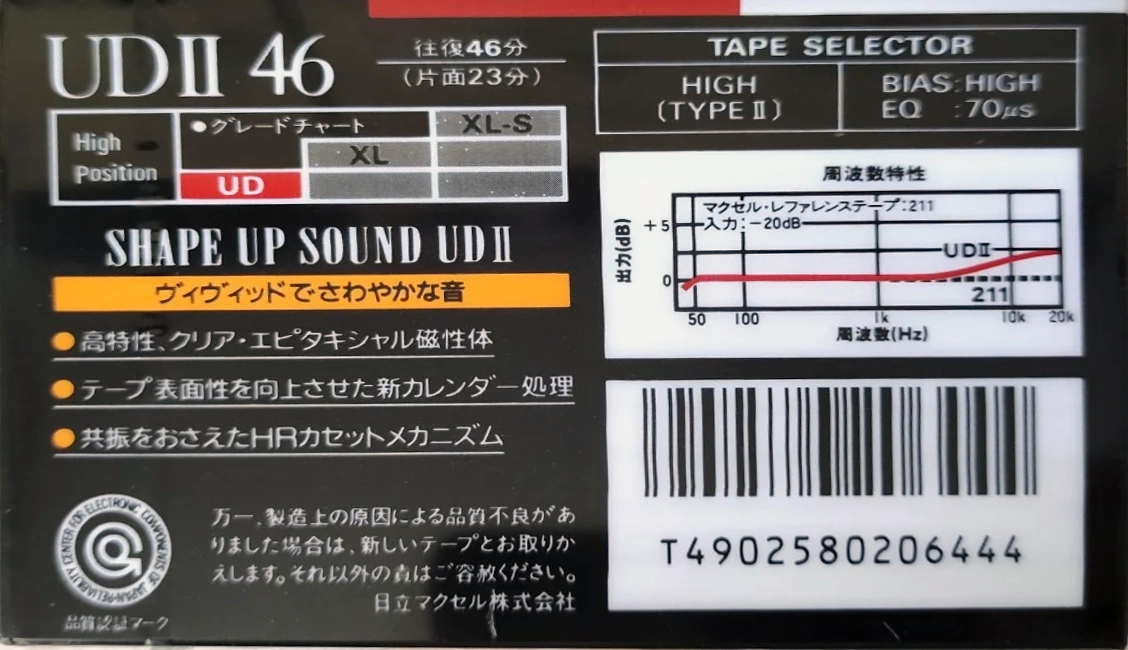 UDII 46
往復46分
(片面23分)
TAPE SELECTOR
HIGH
(TYPE II)
BIAS:HIGH
EQ :70μs
High
Position
●グレードチャート
XL-S
XL
UD
SHAPE UP SOUND UDII
ヴィヴィッドでさわやかな音
●高特性、クリア・エピタキシャル磁性体
●テープ表面性を向上させた新カレンダー処理
●共振をおさえたHRカセットメカニズム
周波数特性
マクセル・レファレンステープ:211
入力:−20dB
出力(dB)
+5
0
UDII
211
50 100 1k 10k 20k
周波数(Hz)
T4902580206444
CENTER FOR ELECTRONIC COMPONENTS OF JAPAN-RELIABILITY
品質認証マーク
万一、製造上の原因による品質不良があ
りました場合は、新しいテープとお取りか
えします。それ以外の責はご容赦ください。
日立マクセル株式会社